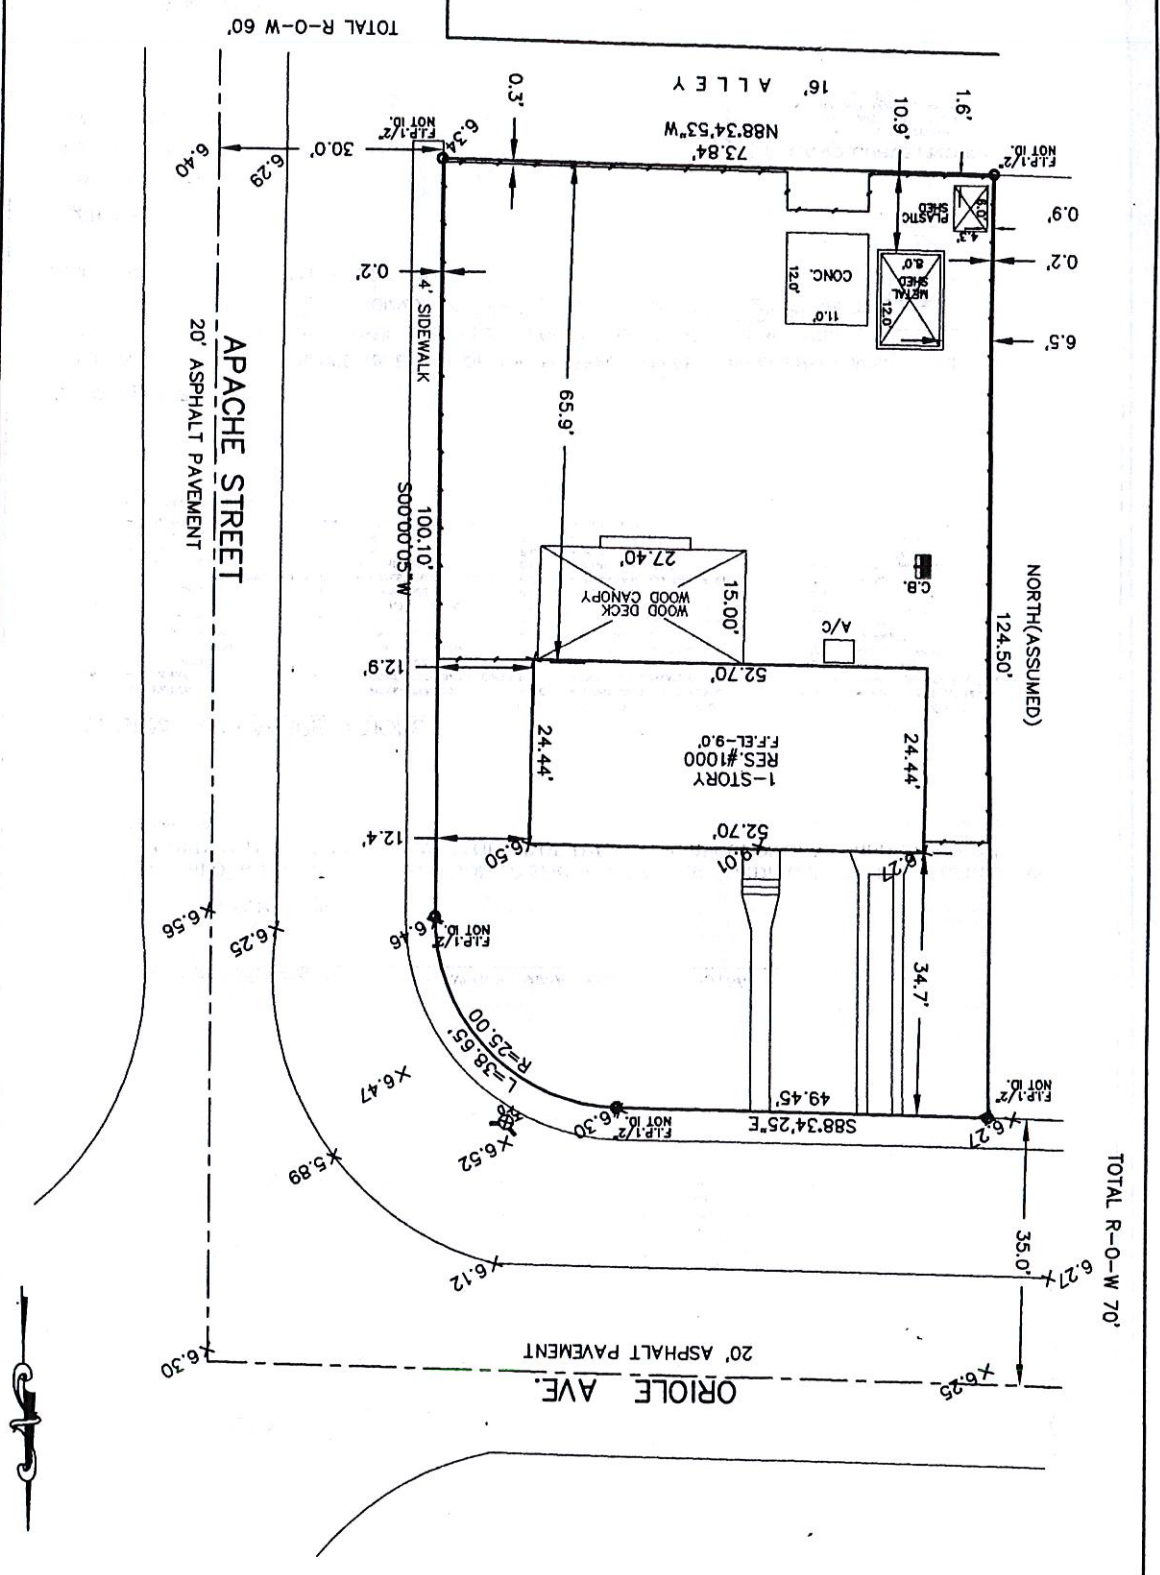 TOTAL R-O-W 60'
16' ALLEY
N88°34'53"W
73.84'
0.3'
10.9'
1.6'
F.I.P.1/2"
NOT ID.
6.34
F.I.P.1/2"
NOT ID.
6.40
6.29
30.0'
0.9'
0.2'
6.5'
PLASTIC
SHED
6.0'
4.3'
METAL
SHED
8.0'
12.0'
CONC.
12.0'
11.0'
0.2'
4' SIDEWALK
65.9'
APACHE STREET
20' ASPHALT PAVEMENT
100.10'
S00°00'05"W
NORTH(ASSUMED)
124.50'
27.40'
WOOD DECK
WOOD CANOPY
15.00'
C.B.
A/C
12.9'
52.70'
24.44'
1-STORY
RES.#1000
F.F.EL-9.0'
24.44'
12.4'
52.70'
6.50
9.01
6.27
6.56
6.25
6.46
F.I.P.1/2"
NOT ID.
34.7'
L=38.65'
R=25.00
6.47
6.52
5.89
6.30
F.I.P.1/2"
NOT ID.
49.45'
S88°34'25"E
F.I.P.1/2"
NOT ID.
6.27
35.0'
TOTAL R-O-W 70'
6.12
6.27
6.30
6.25
20' ASPHALT PAVEMENT
ORIOLE AVE.